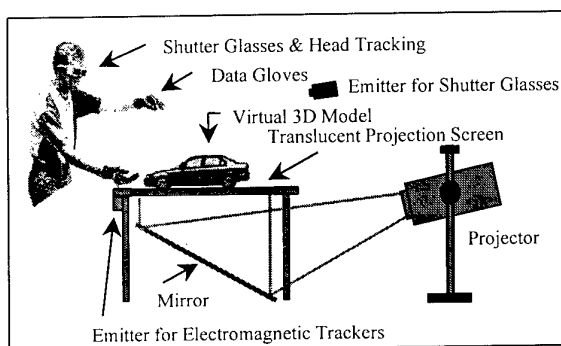 Shutter Glasses & Head Tracking
Data Gloves
Emitter for Shutter Glasses
Virtual 3D Model
Translucent Projection Screen
Projector
Mirror
Emitter for Electromagnetic Trackers